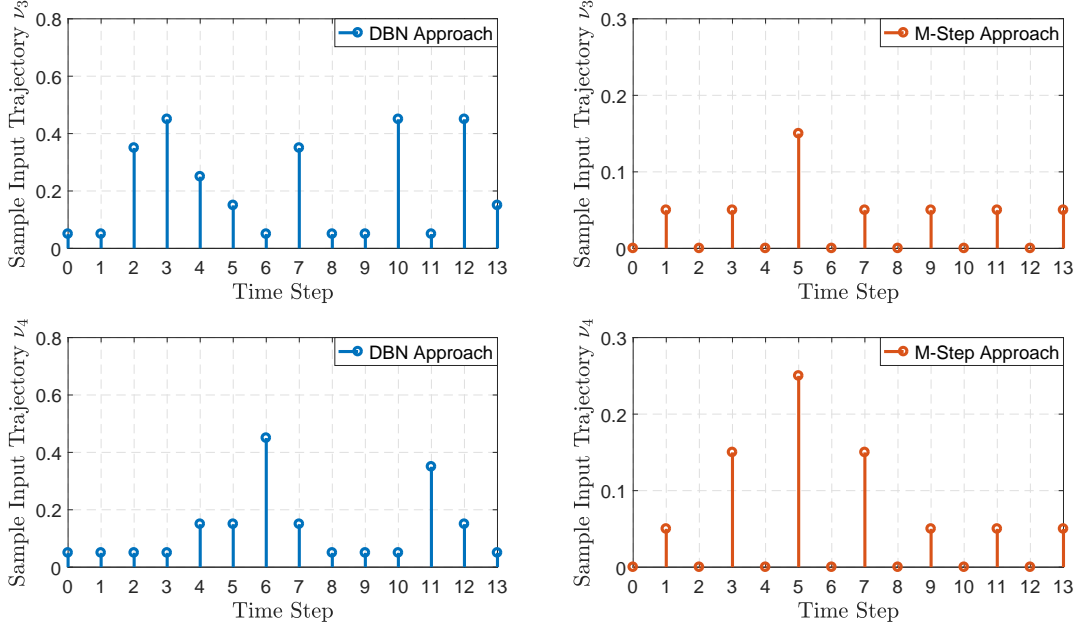 Sample Input Trajectory ν3
0.8
0.6
0.4
0.2
0
DBN Approach
0 1 2 3 4 5 6 7 8 9 10 11 12 13
Time Step
Sample Input Trajectory ν3
0.3
0.2
0.1
0
M-Step Approach
0 1 2 3 4 5 6 7 8 9 10 11 12 13
Time Step
Sample Input Trajectory ν4
0.8
0.6
0.4
0.2
0
DBN Approach
0 1 2 3 4 5 6 7 8 9 10 11 12 13
Time Step
Sample Input Trajectory ν4
0.3
0.2
0.1
0
M-Step Approach
0 1 2 3 4 5 6 7 8 9 10 11 12 13
Time Step